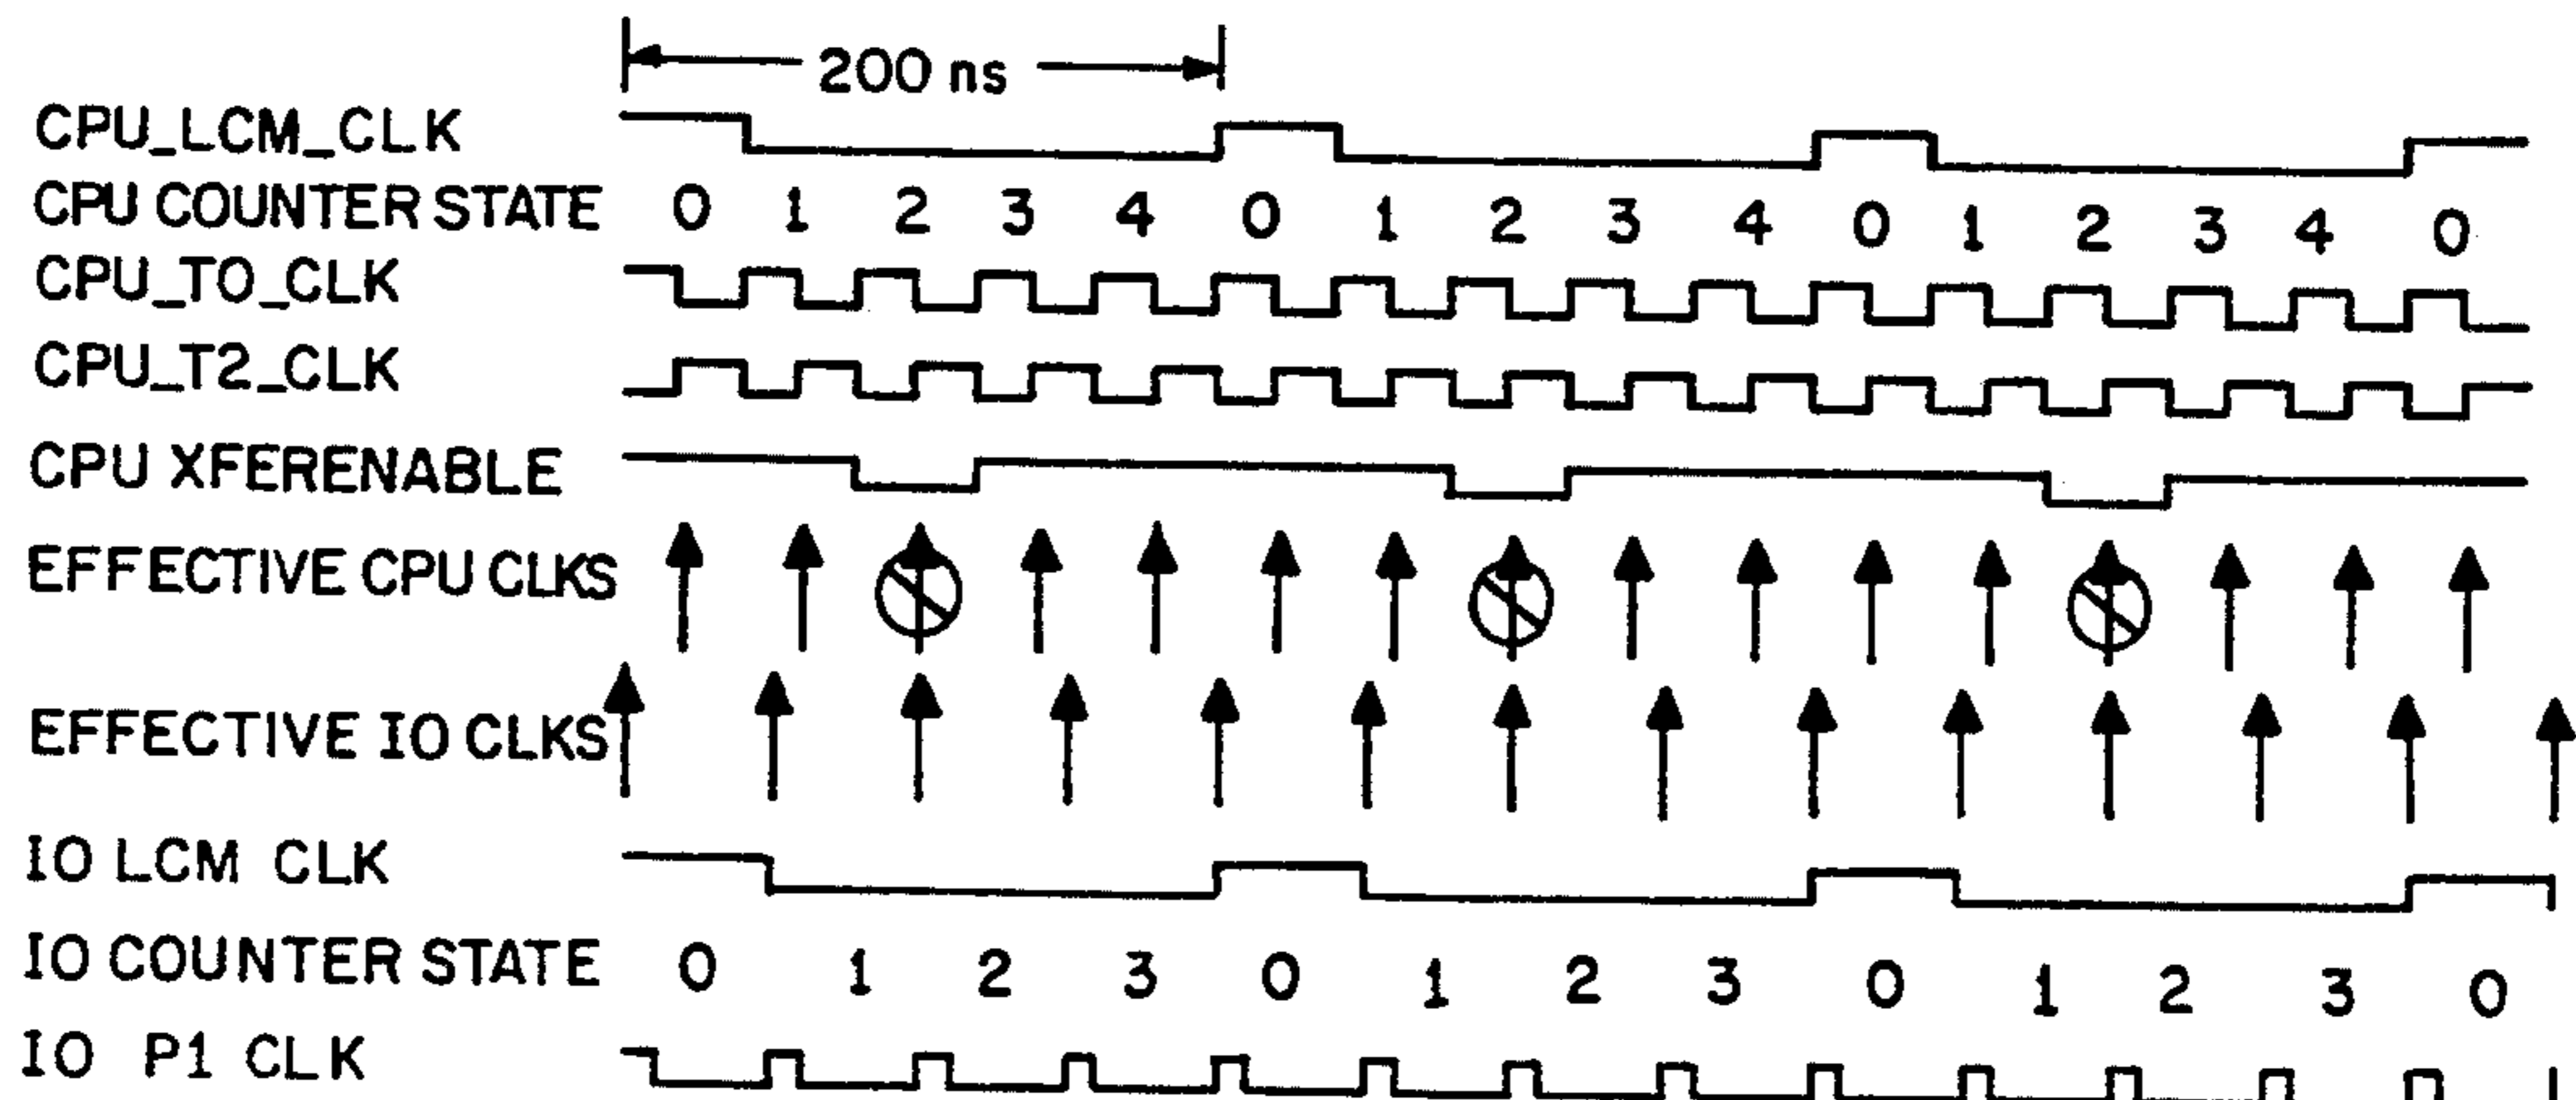 200 ns
CPU_LCM_CLK
CPU COUNTER STATE 0 1 2 3 4 0 1 2 3 4 0 1 2 3 4 0
CPU_T0_CLK
CPU_T2_CLK
CPU XFERENABLE
EFFECTIVE CPU CLKS
EFFECTIVE IO CLKS
IO LCM CLK
IO COUNTER STATE 0 1 2 3 0 1 2 3 0 1 2 3 0
IO P1 CLK